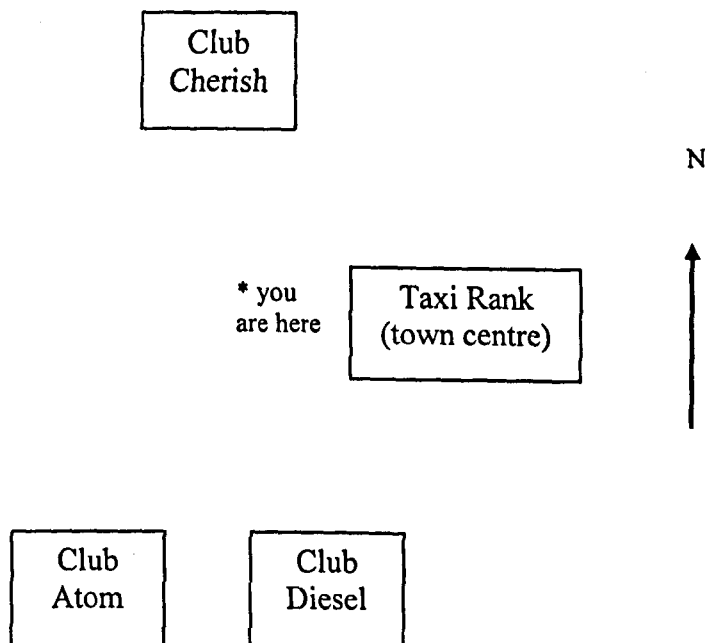 Club
Cherish
N
* you
are here
Taxi Rank
(town centre)
Club
Atom
Club
Diesel